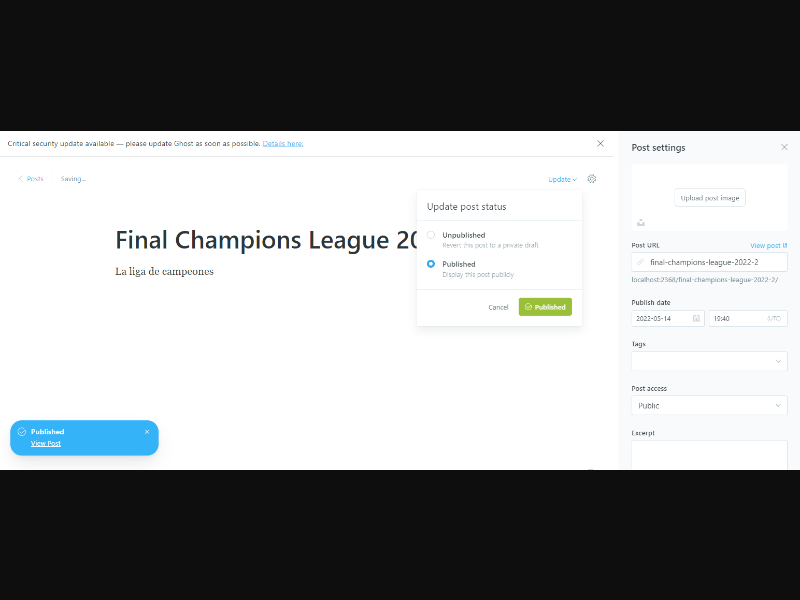 Critical security update available — please update Ghost as soon as possible. Details here:
Posts
Saving...
Update
Final Champions League 20
La liga de campeones
Update post status
Unpublished
Revert this post to a private draft
Published
Display this post publicly
Cancel
Published
Published
View Post
Post settings
Upload post image
Post URL
View post
final-champions-league-2022-2
localhost:2368/final-champions-league-2022-2/
Publish date
2022-05-14
19:40
(UTC)
Tags
Post access
Public
Excerpt